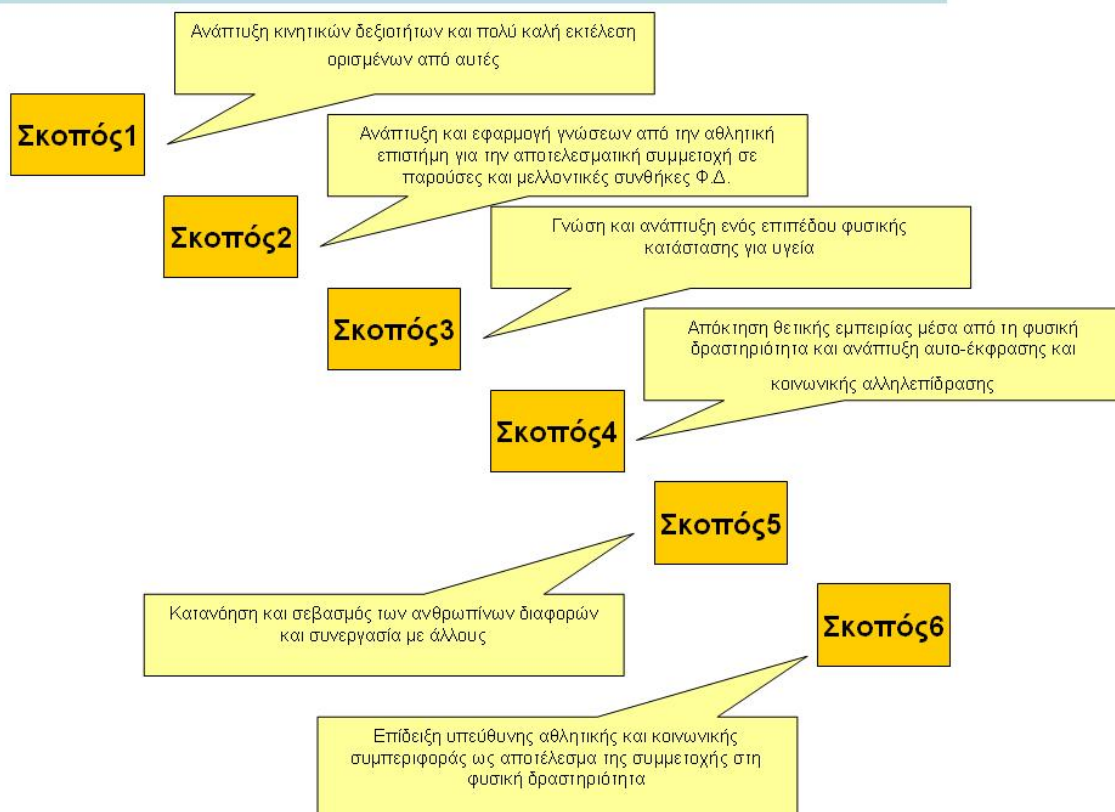 Ανάπτυξη κινητικών δεξιοτήτων και πολύ καλή εκτέλεση
ορισμένων από αυτές
Σκοπός1
Ανάπτυξη και εφαρμογή γνώσεων από την αθλητική
επιστήμη για την αποτελεσματική συμμετοχή σε
παρούσες και μελλοντικές συνθήκες Φ.Δ.
Σκοπός2
Γνώση και ανάπτυξη ενός επιπέδου φυσικής
κατάστασης για υγεία
Σκοπός3
Απόκτηση θετικής εμπειρίας μέσα από τη φυσική
δραστηριότητα και ανάπτυξη αυτο-έκφρασης και
κοινωνικής αλληλεπίδρασης
Σκοπός4
Σκοπός5
Κατανόηση και σεβασμός των ανθρωπίνων διαφορών
και συνεργασία με άλλους
Σκοπός6
Επίδειξη υπεύθυνης αθλητικής και κοινωνικής
συμπεριφοράς ως αποτέλεσμα της συμμετοχής στη
φυσική δραστηριότητα